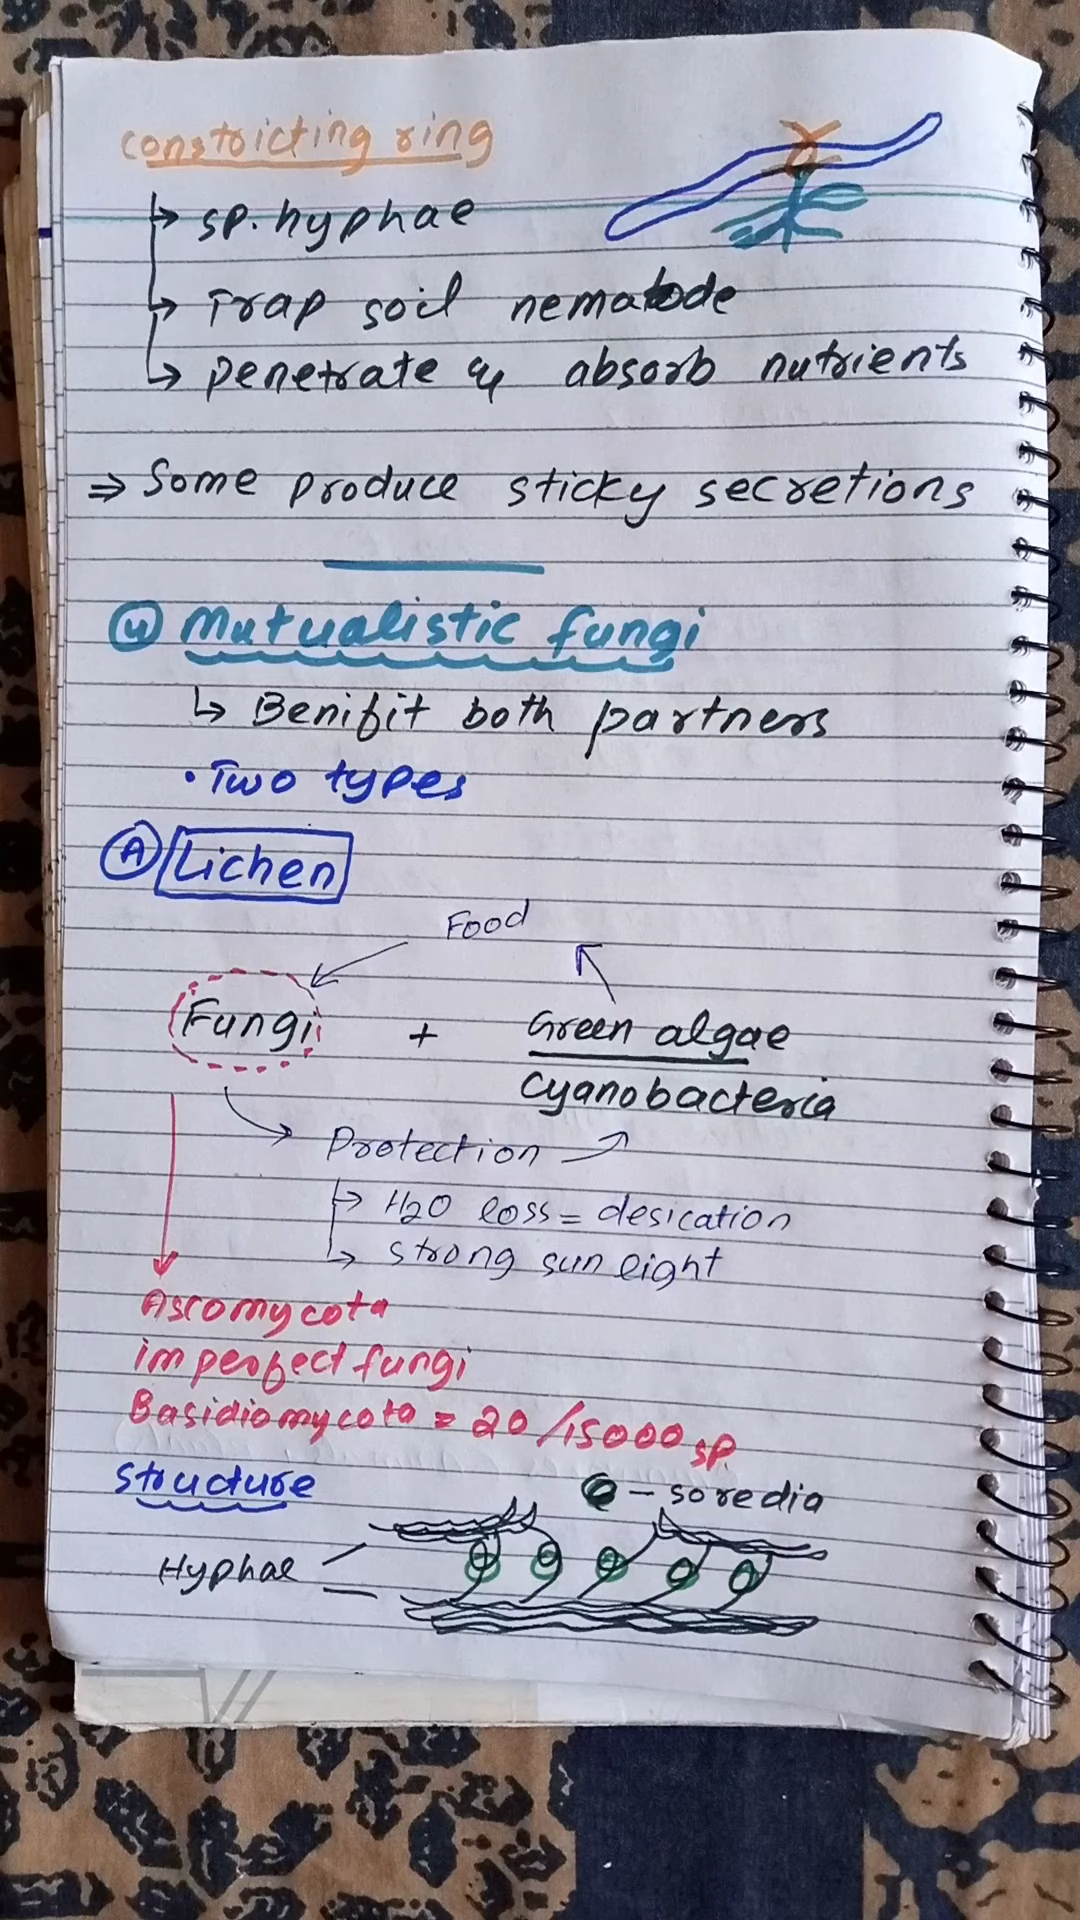 constricting ring
↳ sp. hyphae
↳ Trap soil nematode
↳ penetrate & absorb nutrients
⇒ Some produce sticky secretions
④ Mutualistic fungi
↳ Benifit both partners
• Two types
Ⓐ Lichen
Food
Fungi + Green algae
Cyanobacteria
Protection
↳ H2O loss = desication
↳ strong sun light
Ascomycota
imperfect fungi
Basidiomycota = 20/15000 sp
Structure
- soredia
Hyphae